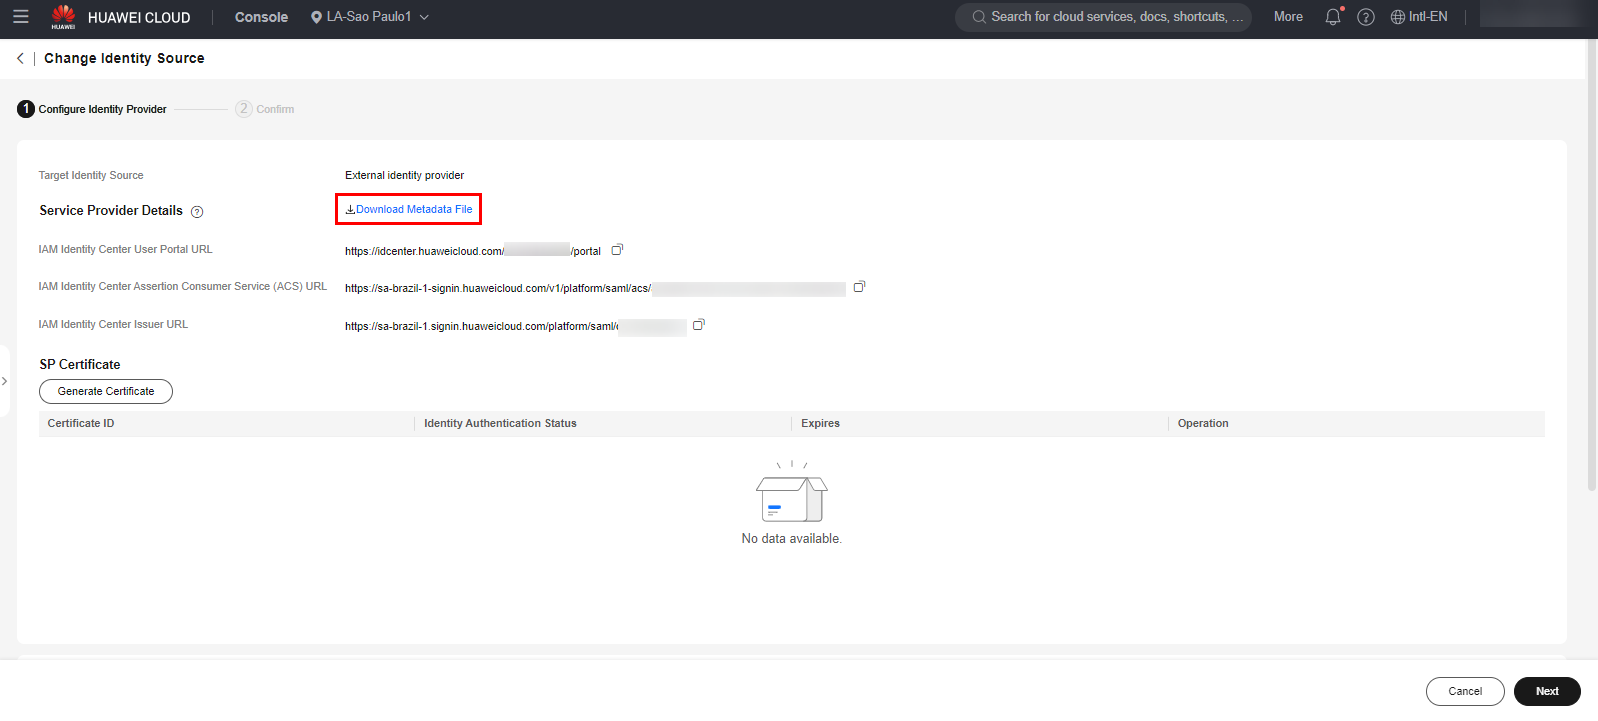 HUAWEI HUAWEI CLOUD Console LA-Sao Paulo1 Search for cloud services, docs, shortcuts, ... More Intl-EN
Change Identity Source
1 Configure Identity Provider 2 Confirm
Target Identity Source External identity provider
Service Provider Details ? Download Metadata File
IAM Identity Center User Portal URL https://idcenter.huaweicloud.com/ /portal
IAM Identity Center Assertion Consumer Service (ACS) URL https://sa-brazil-1-signin.huaweicloud.com/v1/platform/saml/acs/
IAM Identity Center Issuer URL https://sa-brazil-1.signin.huaweicloud.com/platform/saml/
SP Certificate
Generate Certificate
Certificate ID Identity Authentication Status Expires Operation
No data available.
Cancel Next